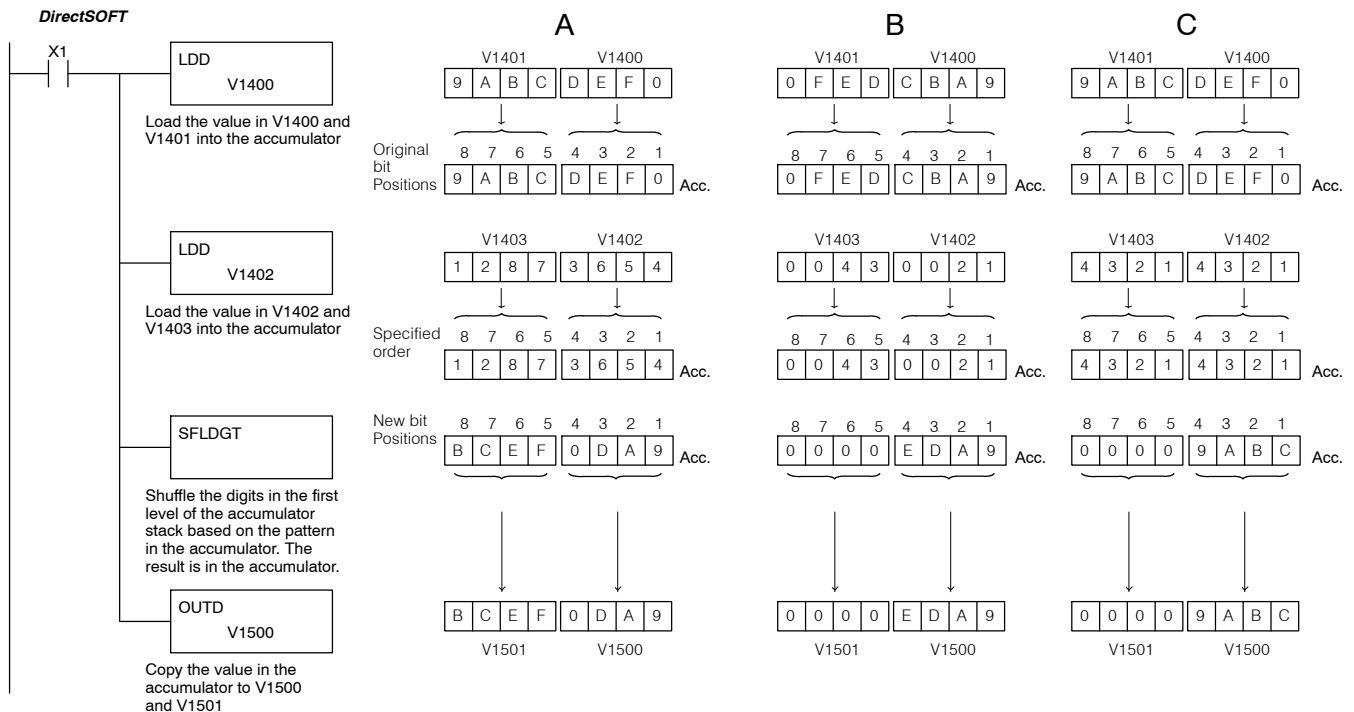 DirectSOFT
X1
LDD
V1400
Load the value in V1400 and
V1401 into the accumulator
LDD
V1402
Load the value in V1402 and
V1403 into the accumulator
SFLDGT
Shuffle the digits in the first
level of the accumulator
stack based on the pattern
in the accumulator. The
result is in the accumulator.
OUTD
V1500
Copy the value in the
accumulator to V1500
and V1501
Original
bit
Positions
Specified
order
New bit
Positions
A
V1401 V1400
9 A B C D E F 0
8 7 6 5 4 3 2 1
9 A B C D E F 0 Acc.
V1403 V1402
1 2 8 7 3 6 5 4
8 7 6 5 4 3 2 1
1 2 8 7 3 6 5 4 Acc.
8 7 6 5 4 3 2 1
B C E F 0 D A 9 Acc.
B C E F 0 D A 9
V1501 V1500
B
V1401 V1400
0 F E D C B A 9
8 7 6 5 4 3 2 1
0 F E D C B A 9 Acc.
V1403 V1402
0 0 4 3 0 0 2 1
8 7 6 5 4 3 2 1
0 0 4 3 0 0 2 1 Acc.
8 7 6 5 4 3 2 1
0 0 0 0 E D A 9 Acc.
0 0 0 0 E D A 9
V1501 V1500
C
V1401 V1400
9 A B C D E F 0
8 7 6 5 4 3 2 1
9 A B C D E F 0 Acc.
V1403 V1402
4 3 2 1 4 3 2 1
8 7 6 5 4 3 2 1
4 3 2 1 4 3 2 1 Acc.
8 7 6 5 4 3 2 1
0 0 0 0 9 A B C Acc.
0 0 0 0 9 A B C
V1501 V1500